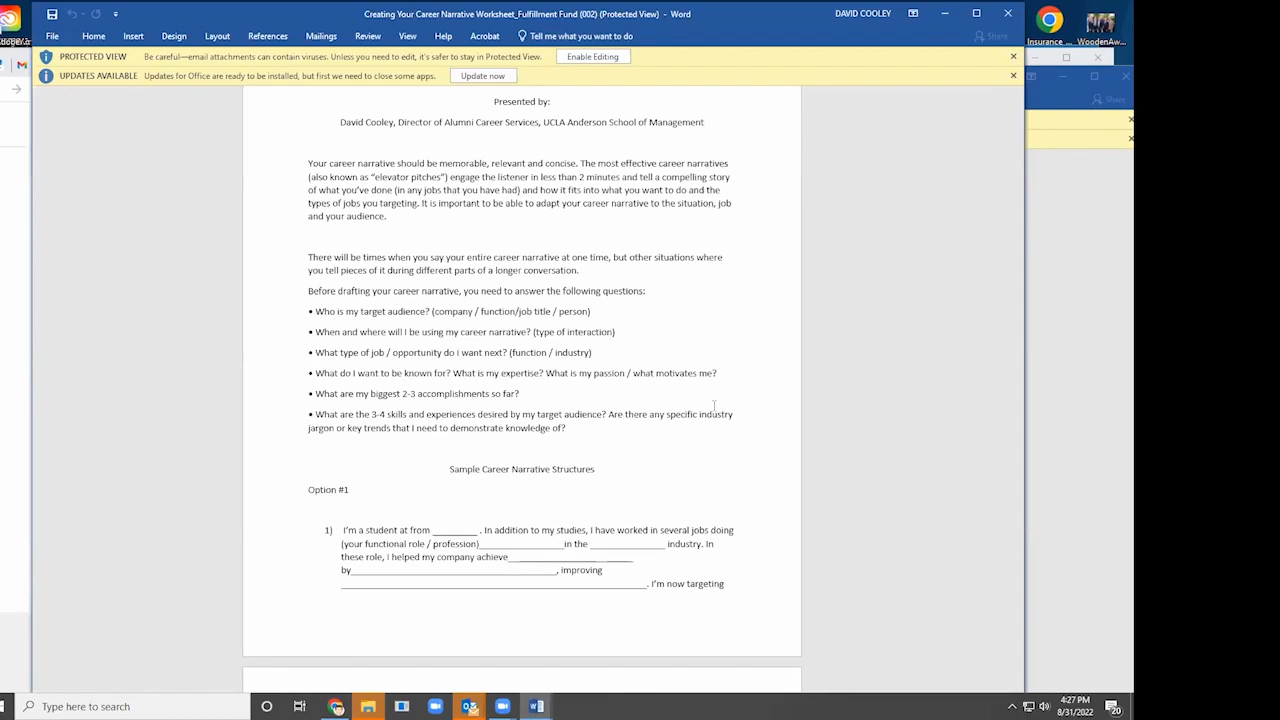 Creating Your Career Narrative Worksheet_Fulfillment Fund (002) (Protected View) - Word
DAVID COOLEY
File Home Insert Design Layout References Mailings Review View Help Acrobat Tell me what you want to do Share
Insurance ... WoodenAw...
PROTECTED VIEW Be careful—email attachments can contain viruses. Unless you need to edit, it's safer to stay in Protected View. Enable Editing
UPDATES AVAILABLE Updates for Office are ready to be installed, but first we need to close some apps. Update now
Share
Presented by:
David Cooley, Director of Alumni Career Services, UCLA Anderson School of Management
Your career narrative should be memorable, relevant and concise. The most effective career narratives
(also known as “elevator pitches”) engage the listener in less than 2 minutes and tell a compelling story
of what you’ve done (in any jobs that you have had) and how it fits into what you want to do and the
types of jobs you targeting. It is important to be able to adapt your career narrative to the situation, job
and your audience.
There will be times when you say your entire career narrative at one time, but other situations where
you tell pieces of it during different parts of a longer conversation.
Before drafting your career narrative, you need to answer the following questions:
• Who is my target audience? (company / function/job title / person)
• When and where will I be using my career narrative? (type of interaction)
• What type of job / opportunity do i want next? (function / industry)
• What do I want to be known for? What is my expertise? What is my passion / what motivates me?
• What are my biggest 2-3 accomplishments so far?
• What are the 3-4 skills and experiences desired by my target audience? Are there any specific industry
jargon or key trends that I need to demonstrate knowledge of?
Sample Career Narrative Structures
Option #1
1) I’m a student at from _________ . In addition to my studies, I have worked in several jobs doing
(your functional role / profession)_________________in the _______________ industry. In
these role, i helped my company achieve_________________________
by_________________________________________, improving
_____________________________________________________________. I’m now targeting
Type here to search
4:27 PM
8/31/2022
20